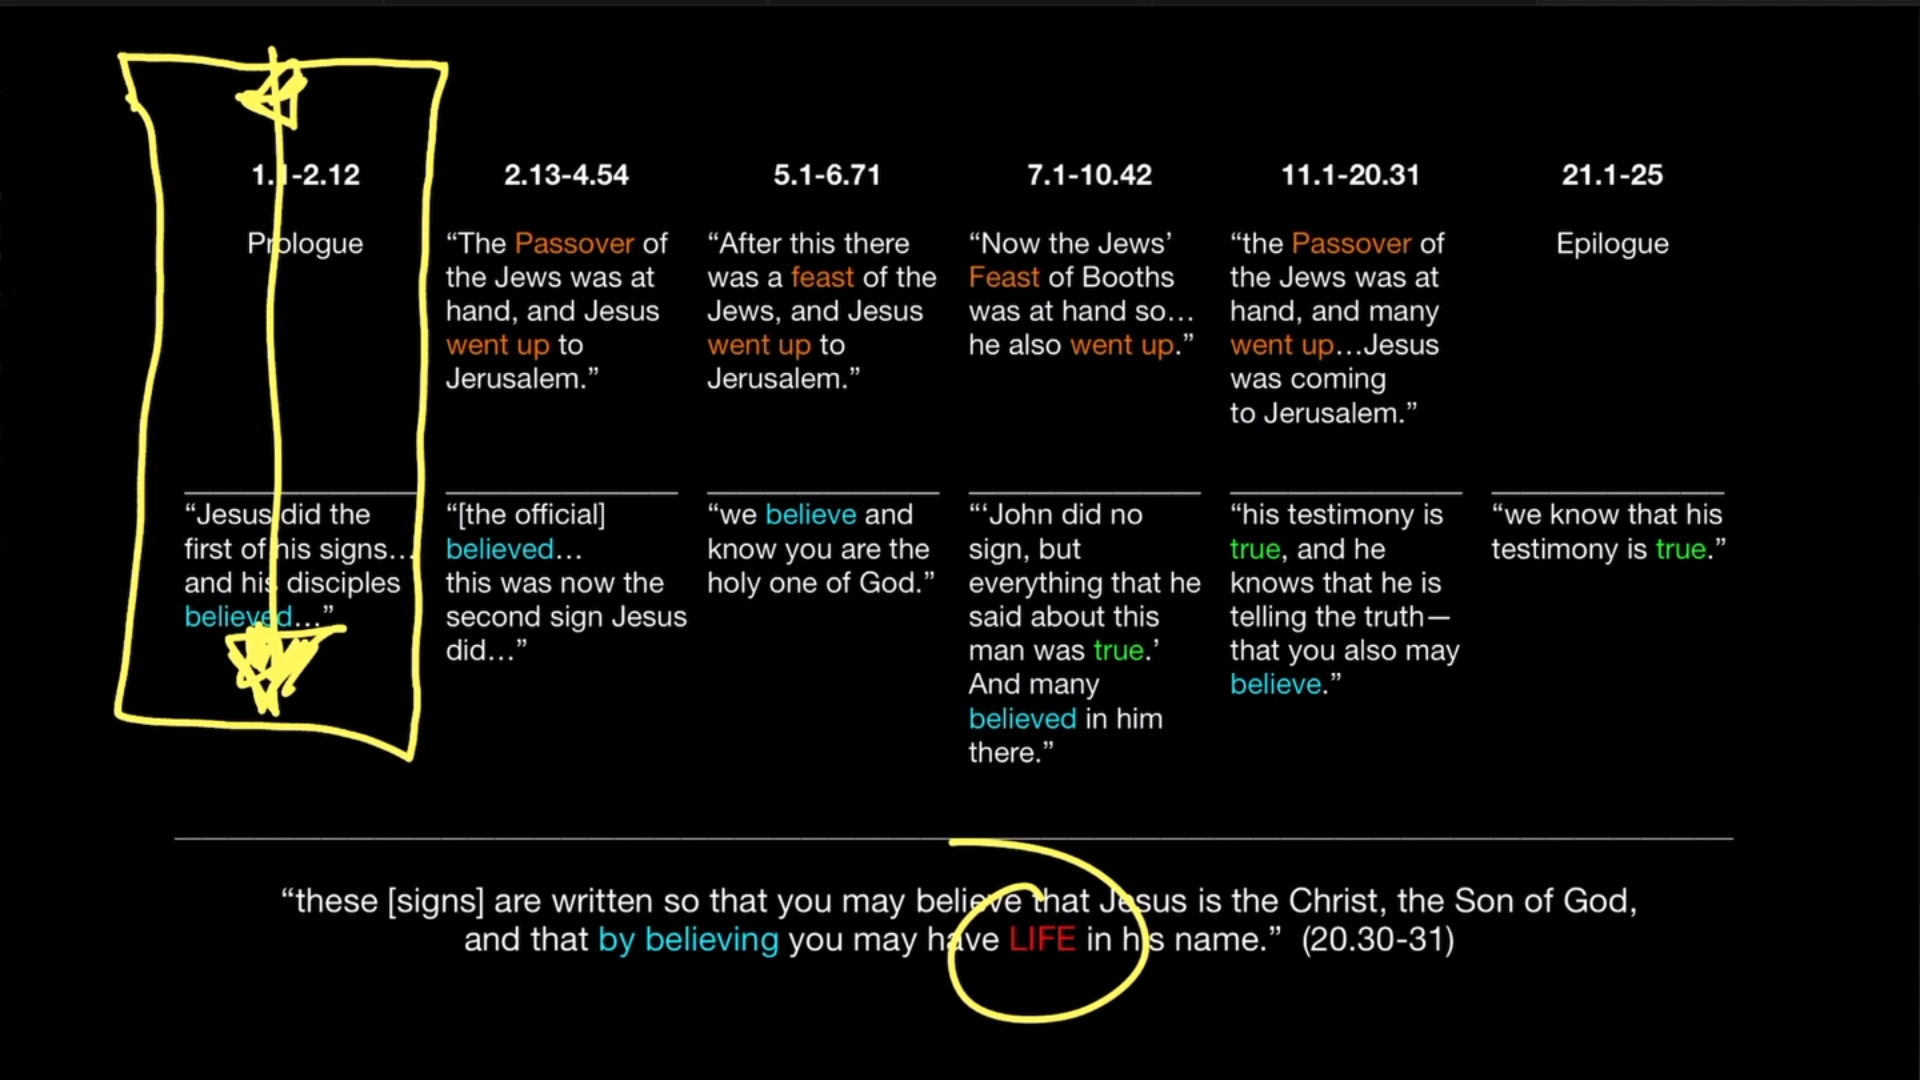 1.1-2.12
Prologue
“Jesus did the
first of his signs…
and his disciples
believed…”
2.13-4.54
“The Passover of
the Jews was at
hand, and Jesus
went up to
Jerusalem.”
“[the official]
believed…
this was now the
second sign Jesus
did…”
5.1-6.71
“After this there
was a feast of the
Jews, and Jesus
went up to
Jerusalem.”
“we believe and
know you are the
holy one of God.”
7.1-10.42
“Now the Jews’
Feast of Booths
was at hand so…
he also went up.”
“‘John did no
sign, but
everything that he
said about this
man was true.’
And many
believed in him
there.”
11.1-20.31
“the Passover of
the Jews was at
hand, and many
went up…Jesus
was coming
to Jerusalem.”
“his testimony is
true, and he
knows that he is
telling the truth—
that you also may
believe.”
21.1-25
Epilogue
“we know that his
testimony is true.”
“these [signs] are written so that you may believe that Jesus is the Christ, the Son of God,
and that by believing you may have LIFE in his name.” (20.30-31)